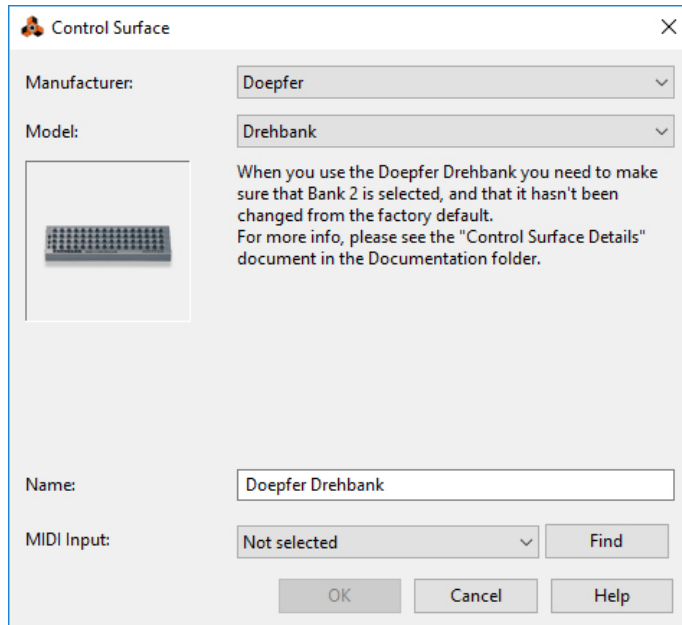 Control Surface
Manufacturer:
Doepfer
Model:
Drehbank
When you use the Doepfer Drehbank you need to make
sure that Bank 2 is selected, and that it hasn't been
changed from the factory default.
For more info, please see the "Control Surface Details"
document in the Documentation folder.
Name:
Doepfer Drehbank
MIDI Input:
Not selected
Find
OK
Cancel
Help